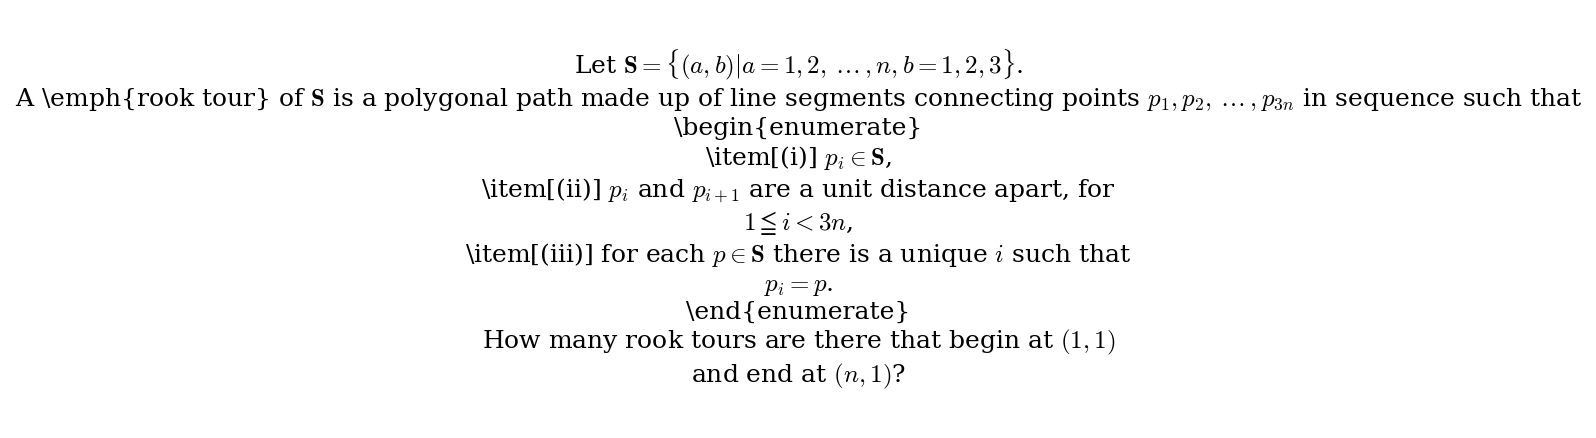 Let $\mathbf{S} = \{(a,b) | a = 1, 2, \ldots, n, b = 1, 2, 3\}$.
A \emph{rook tour} of $\mathbf{S}$ is a polygonal path made up of line segments connecting points $p_1, p_2, \ldots, p_{3n}$ in sequence such that
\begin{enumerate}
\item[(i)] $p_i \in \mathbf{S}$,
\item[(ii)] $p_i$ and $p_{i+1}$ are a unit distance apart, for
$1 \leqq i < 3n$,
\item[(iii)] for each $p \in \mathbf{S}$ there is a unique $i$ such that
$p_i = p$.
\end{enumerate}
How many rook tours are there that begin at $(1,1)$
and end at $(n,1)$?